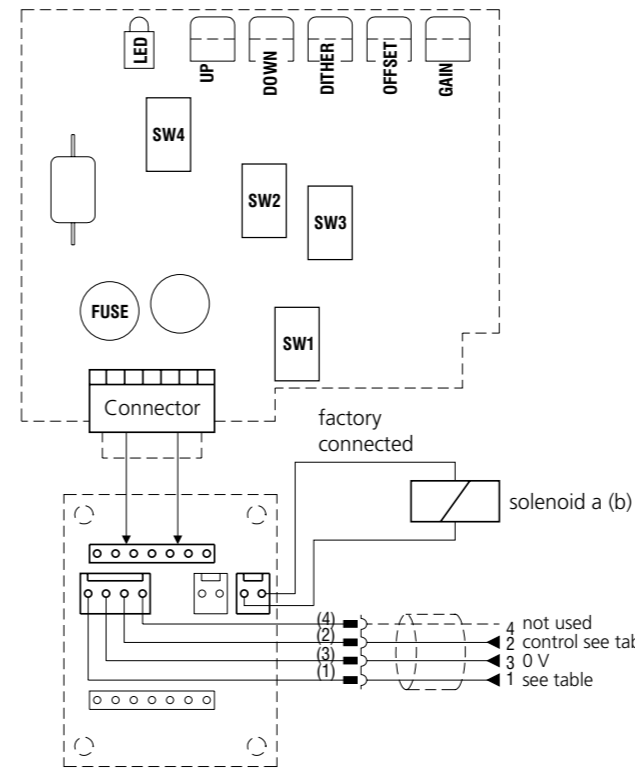 LED
UP
DOWN
DITHER
OFFSET
GAIN
SW4
SW2
SW3
FUSE
SW1
Connector
factory
connected
solenoid a (b)
(4)
4 not used
(2)
2 control see
(3)
3 0 V
(1)
1 see table